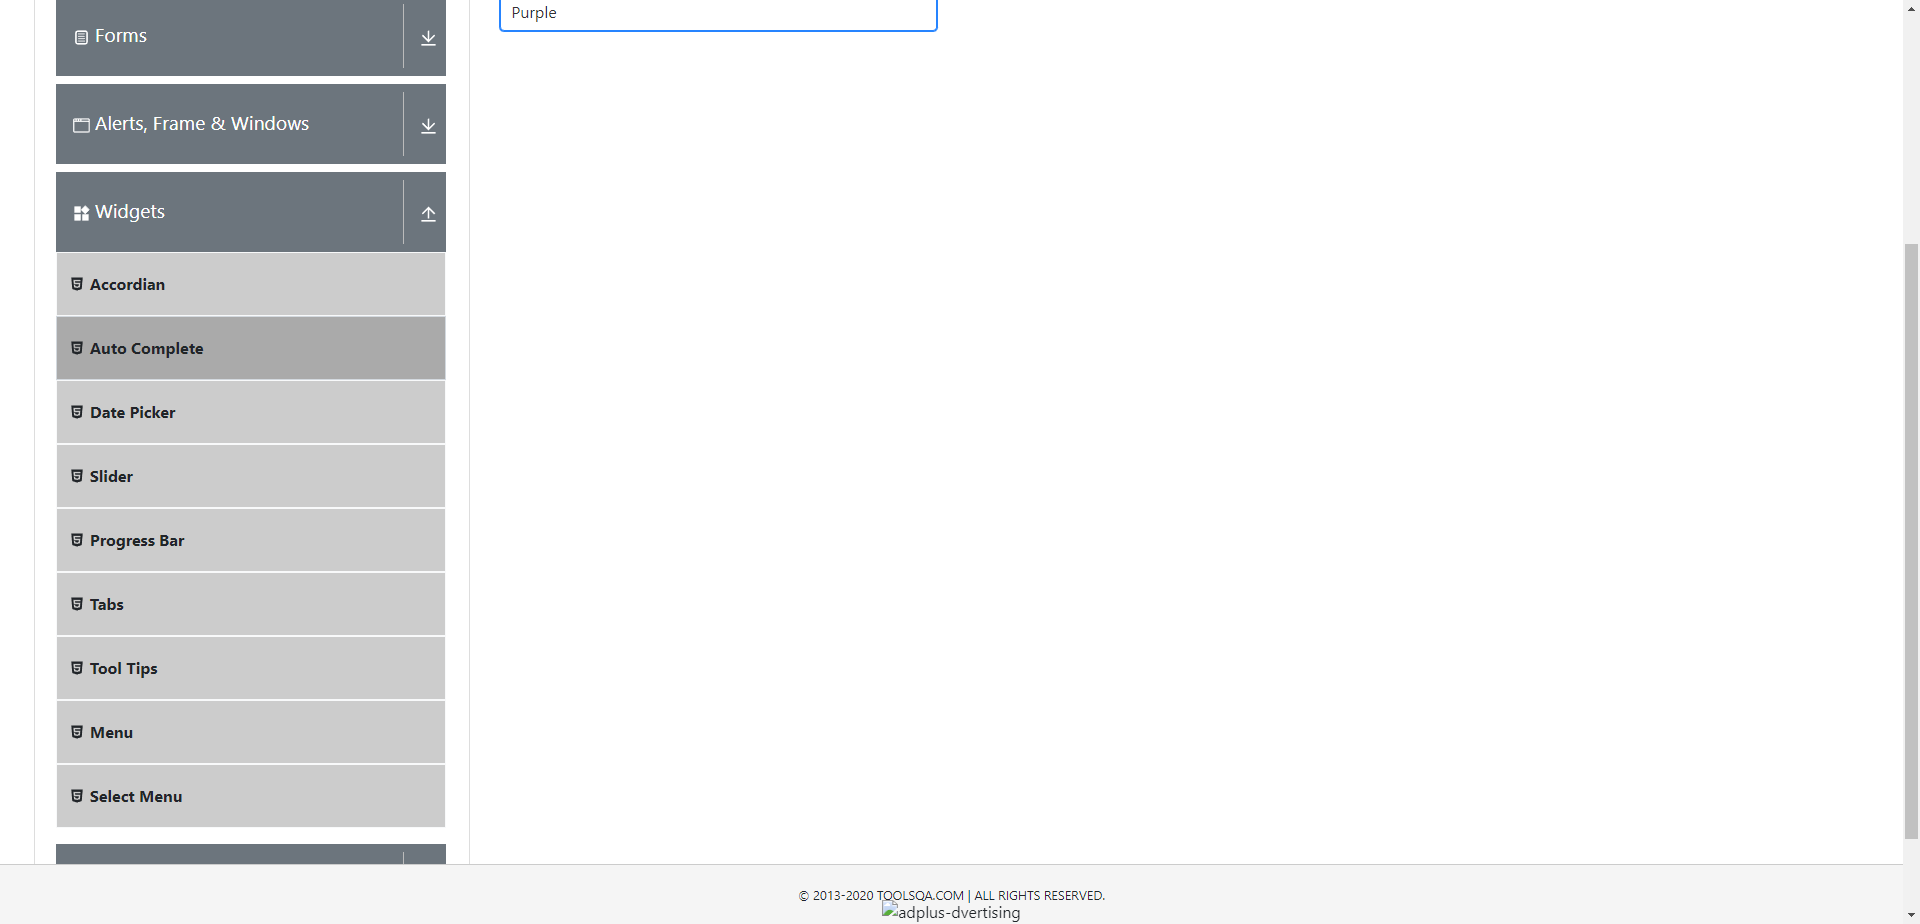 Forms
Purple
Alerts, Frame & Windows
Widgets
Accordian
Auto Complete
Date Picker
Slider
Progress Bar
Tabs
Tool Tips
Menu
Select Menu
© 2013-2020 TOOLSQA.COM | ALL RIGHTS RESERVED.
adplus-dvertising